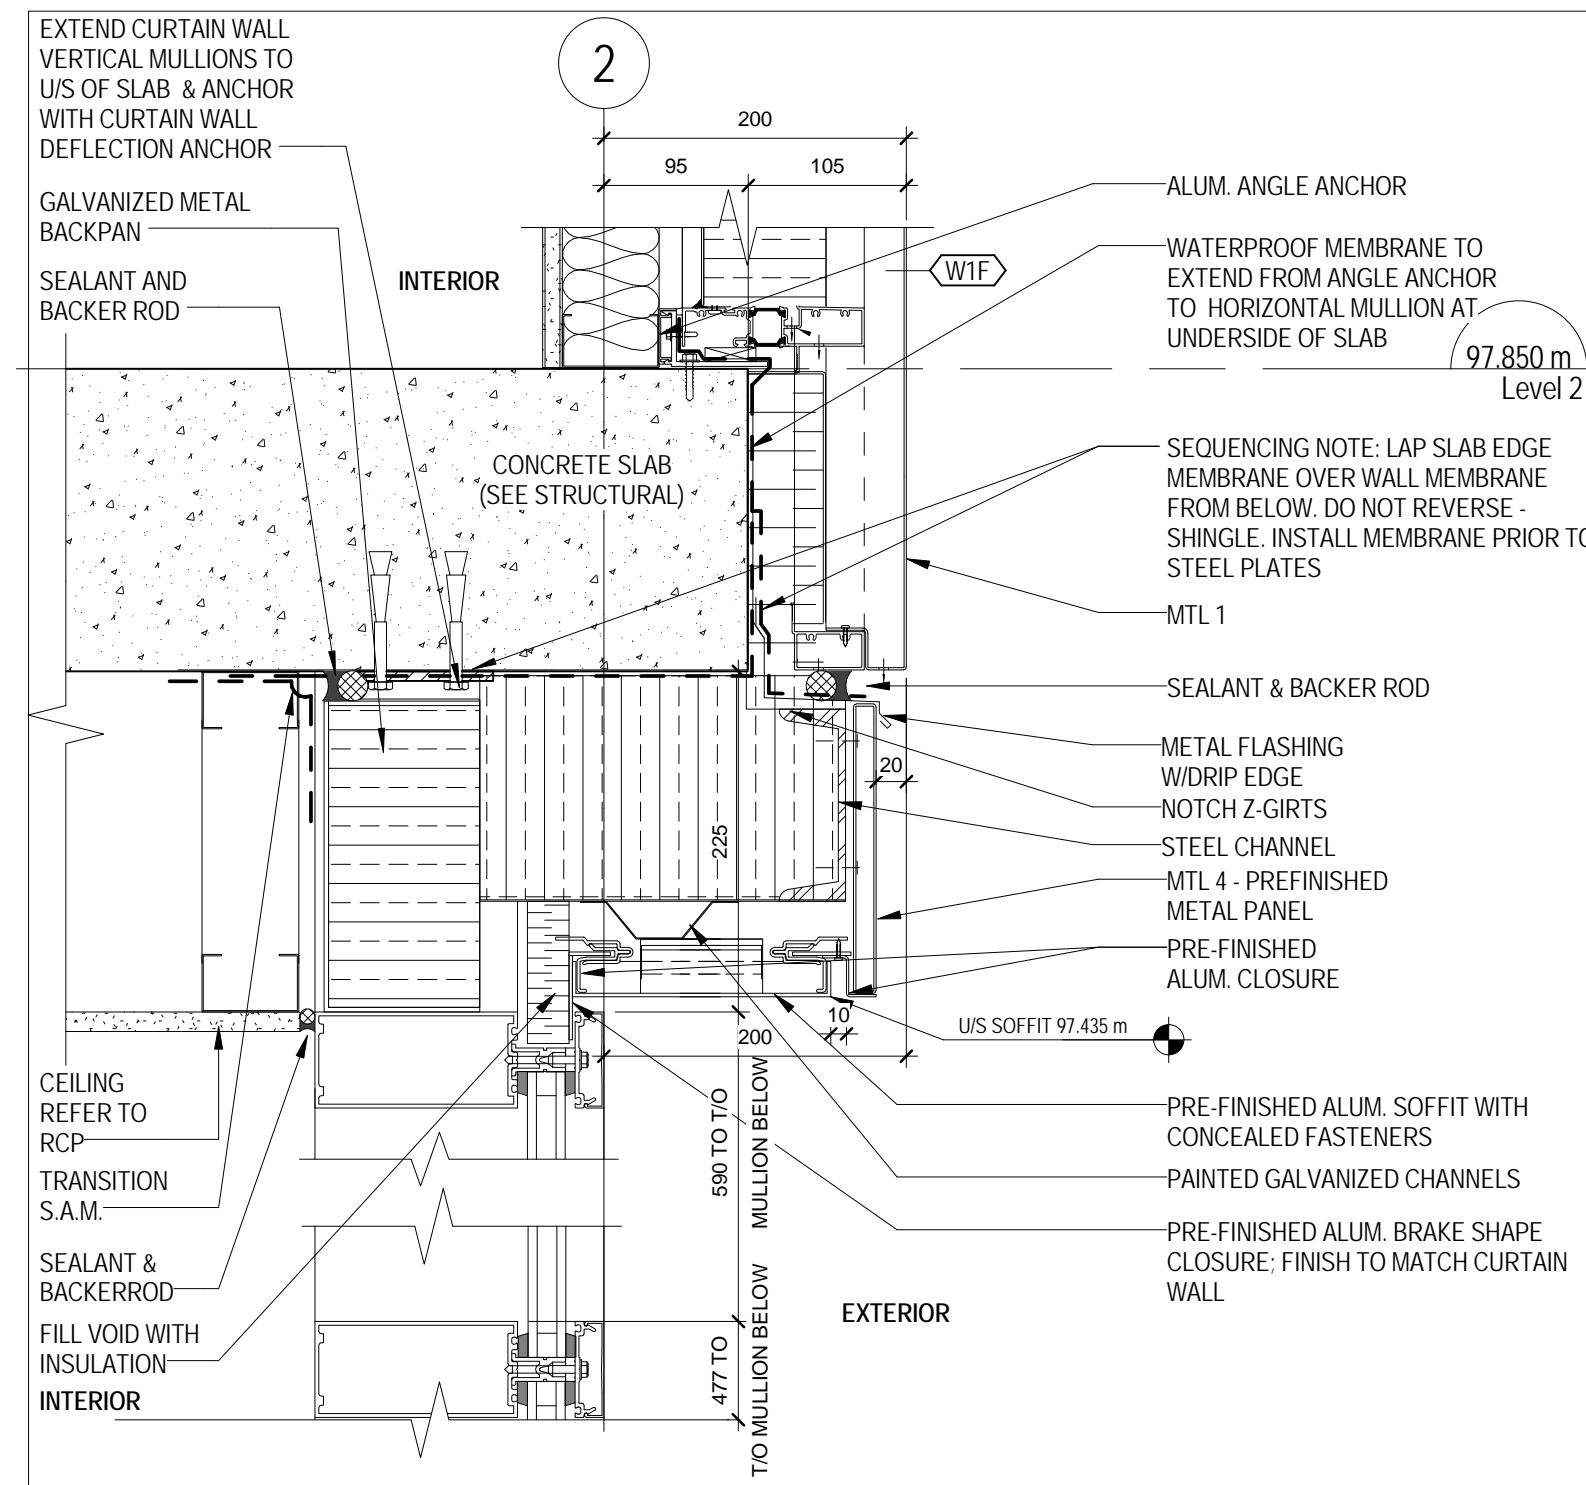 EXTEND CURTAIN WALL
VERTICAL MULLIONS TO
U/S OF SLAB & ANCHOR
WITH CURTAIN WALL
DEFLECTION ANCHOR
GALVANIZED METAL
BACKPAN
SEALANT AND
BACKER ROD
INTERIOR
2
200
95
105
W1F
ALUM. ANGLE ANCHOR
WATERPROOF MEMBRANE TO
EXTEND FROM ANGLE ANCHOR
TO HORIZONTAL MULLION AT
UNDERSIDE OF SLAB
97.850 m
Level 2
CONCRETE SLAB
(SEE STRUCTURAL)
SEQUENCING NOTE: LAP SLAB EDGE
MEMBRANE OVER WALL MEMBRANE
FROM BELOW. DO NOT REVERSE -
SHINGLE. INSTALL MEMBRANE PRIOR TO
STEEL PLATES
MTL 1
SEALANT & BACKER ROD
METAL FLASHING
W/DRIP EDGE
20
NOTCH Z-GIRTS
STEEL CHANNEL
225
MTL 4 - PREFINISHED
METAL PANEL
PRE-FINISHED
ALUM. CLOSURE
10
200
U/S SOFFIT 97.435 m
PRE-FINISHED ALUM. SOFFIT WITH
CONCEALED FASTENERS
PAINTED GALVANIZED CHANNELS
PRE-FINISHED ALUM. BRAKE SHAPE
CLOSURE; FINISH TO MATCH CURTAIN
WALL
CEILING
REFER TO
RCP
TRANSITION
S.A.M.
SEALANT &
BACKERROD
FILL VOID WITH
INSULATION
INTERIOR
590 TO T/O
MULLION BELOW
477 TO
T/O MULLION BELOW
EXTERIOR